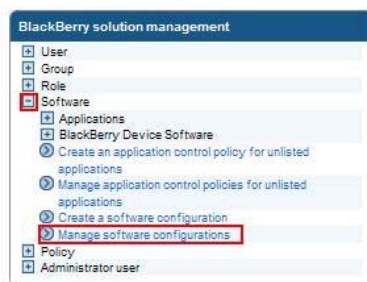 BlackBerry solution management
User
Group
Role
Software
Applications
BlackBerry Device Software
Create an application control policy for unlisted
applications
Manage application control policies for unlisted
applications
Create a software configuration
Manage software configurations
Policy
Administrator user